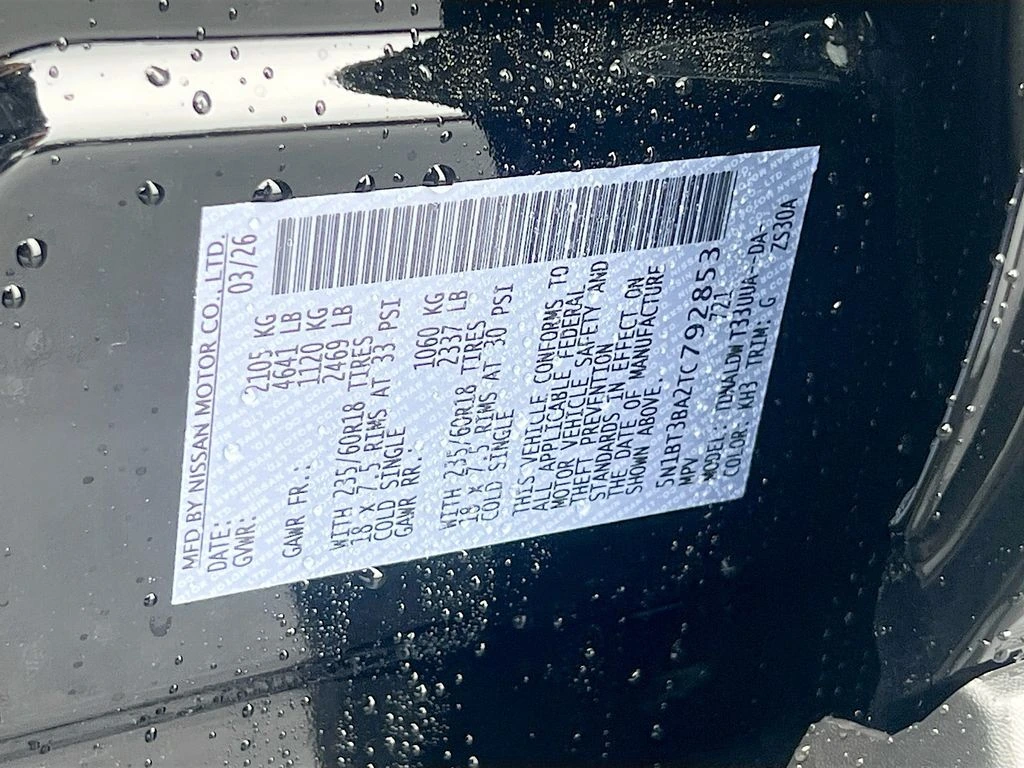 MFD BY NISSAN MOTOR CO.,LTD.
DATE: 03/26
GVWR: 2105 KG
4641 LB
GAWR FR.: 1120 KG
2469 LB
WITH 235/60R18 TIRES
18 X 7.5 RIMS AT 33 PSI
COLD SINGLE
GAWR RR.: 1060 KG
2337 LB
WITH 235/60R18 TIRES
18 X 7.5 RIMS AT 30 PSI
COLD SINGLE
THIS VEHICLE CONFORMS TO
ALL APPLICABLE FEDERAL
MOTOR VEHICLE SAFETY AND
THEFT PREVENTION
STANDARDS IN EFFECT ON
THE DATE OF MANUFACTURE
SHOWN ABOVE.
5N1BT3BA2TC792853
MPV 721
MODEL: TDNALDWT33UUA--DA-
COLOR: KH3 TRIM: G ZS30A